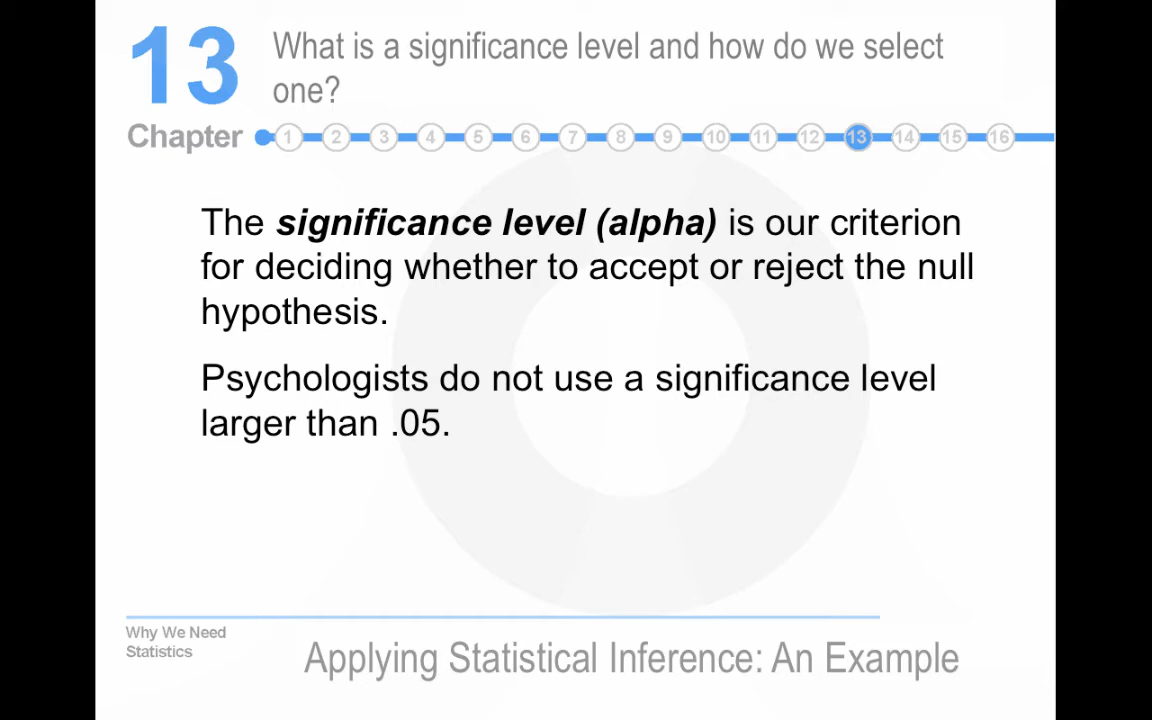 13
What is a significance level and how do we select
one?
Chapter
1 2 3 4 5 6 7 8 9 10 11 12 13 14 15 16
The significance level (alpha) is our criterion
for deciding whether to accept or reject the null
hypothesis.
Psychologists do not use a significance level
larger than .05.
Why We Need
Statistics
Applying Statistical Inference: An Example